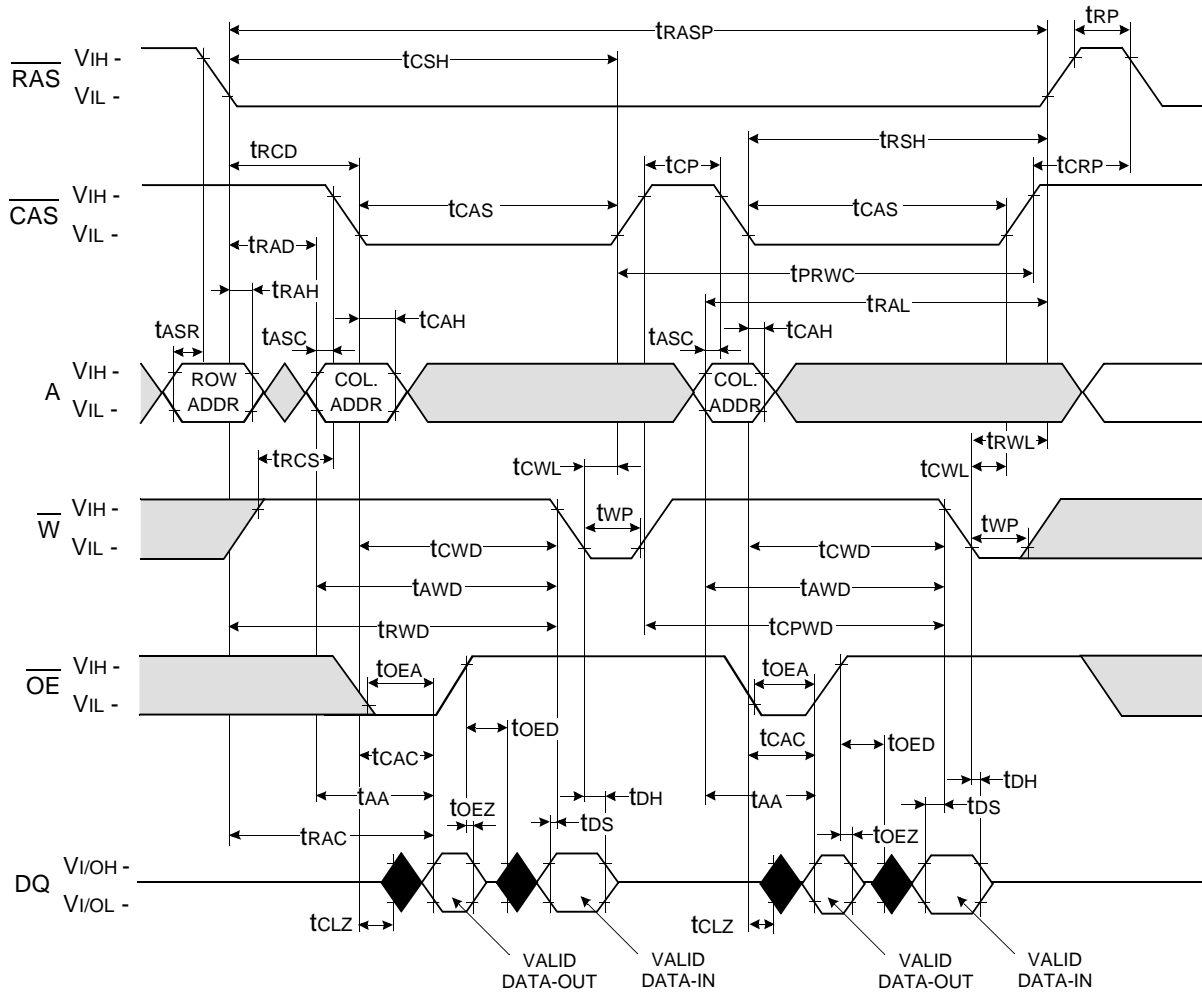 tRASP
tRP
tCSH
RAS
VIH -
VIL -
tRCD
tRSH
tCP
tCRP
CAS
VIH -
VIL -
tCAS
tCAS
tRAD
tPRWC
tRAH
tRAL
tASR
tASC
tCAH
tASC
tCAH
A
VIH -
VIL -
ROW
ADDR
COL.
ADDR
COL.
ADDR
tRCS
tCWL
tRWL
tCWL
W
VIH -
VIL -
tWP
tWP
tCWD
tCWD
tAWD
tAWD
tRWD
tCPWD
OE
VIH -
VIL -
tOEA
tOEA
tCAC
tOED
tCAC
tOED
tAA
tDH
tAA
tDH
tOEZ
tDS
tOEZ
tDS
tRAC
DQ
VI/OH -
VI/OL -
tCLZ
tCLZ
VALID
DATA-OUT
VALID
DATA-IN
VALID
DATA-OUT
VALID
DATA-IN